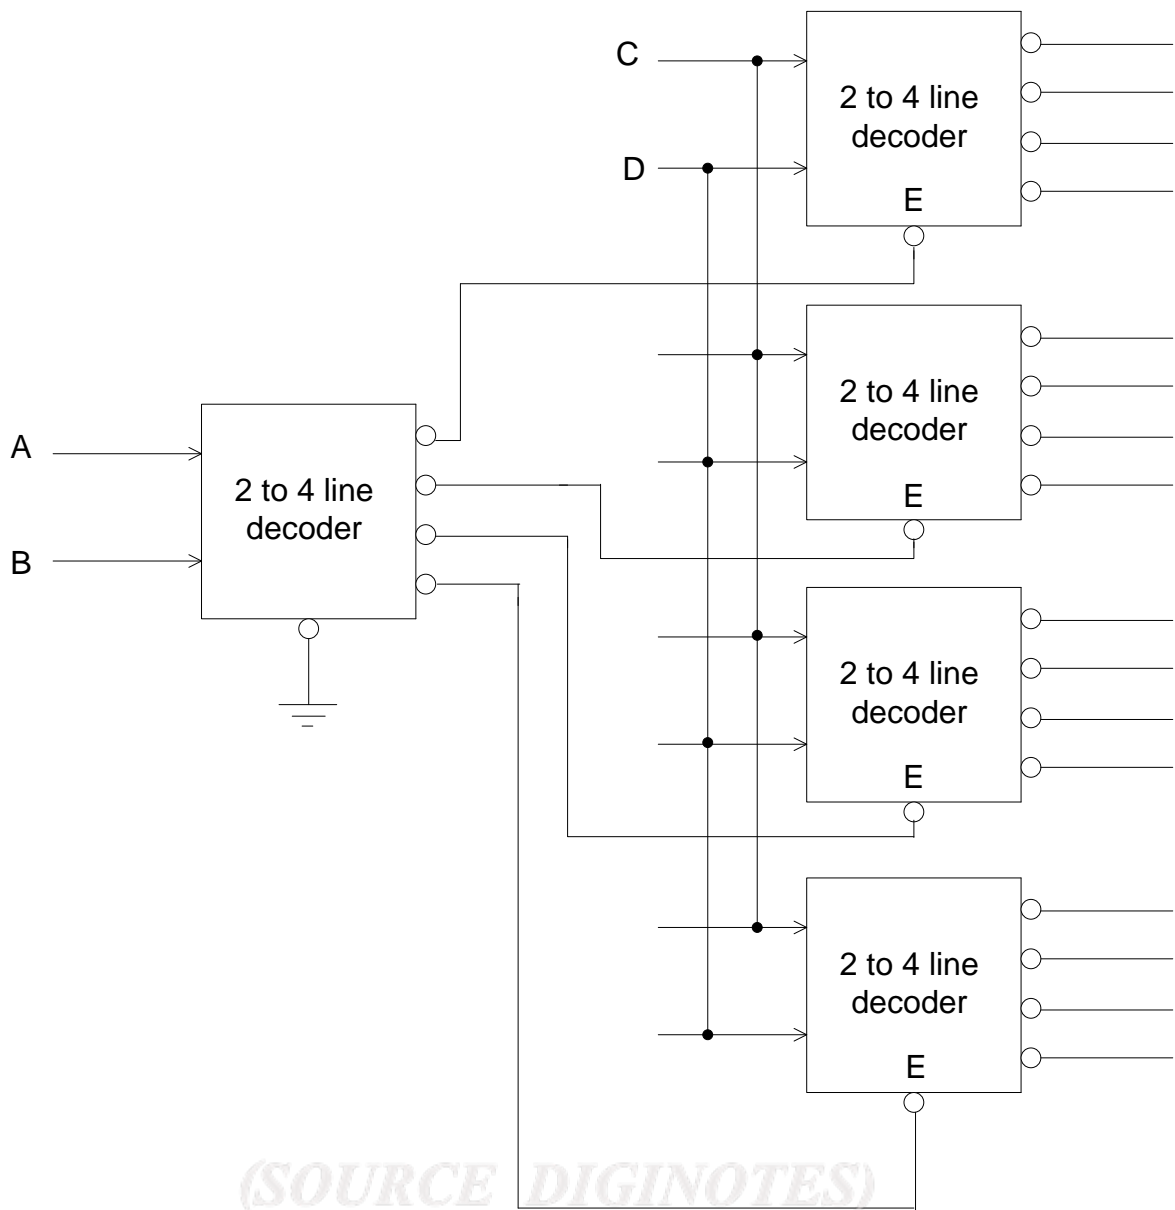 C
2 to 4 line
decoder
D
E
2 to 4 line
decoder
A
2 to 4 line
decoder
E
B
2 to 4 line
decoder
E
2 to 4 line
decoder
E
(SOURCE DIGINOTES)